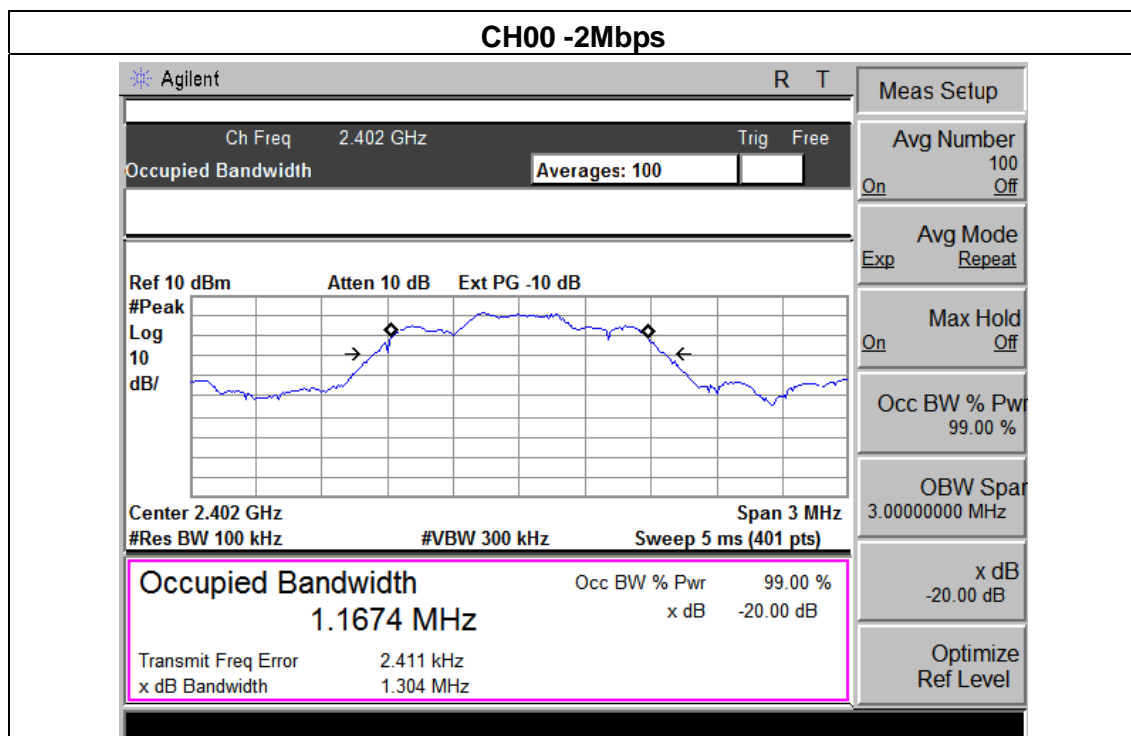 CH00 -2Mbps
Agilent R T
Ch Freq 2.402 GHz Trig Free
Occupied Bandwidth Averages: 100
Ref 10 dBm Atten 10 dB Ext PG -10 dB
#Peak
Log
10
dB/
Center 2.402 GHz Span 3 MHz
#Res BW 100 kHz #VBW 300 kHz Sweep 5 ms (401 pts)
Occupied Bandwidth Occ BW % Pwr 99.00 %
1.1674 MHz x dB -20.00 dB
Transmit Freq Error 2.411 kHz
x dB Bandwidth 1.304 MHz
Meas Setup
Avg Number
100
On Off
Avg Mode
Exp Repeat
Max Hold
On Off
Occ BW % Pwr
99.00 %
OBW Span
3.00000000 MHz
x dB
-20.00 dB
Optimize
Ref Level